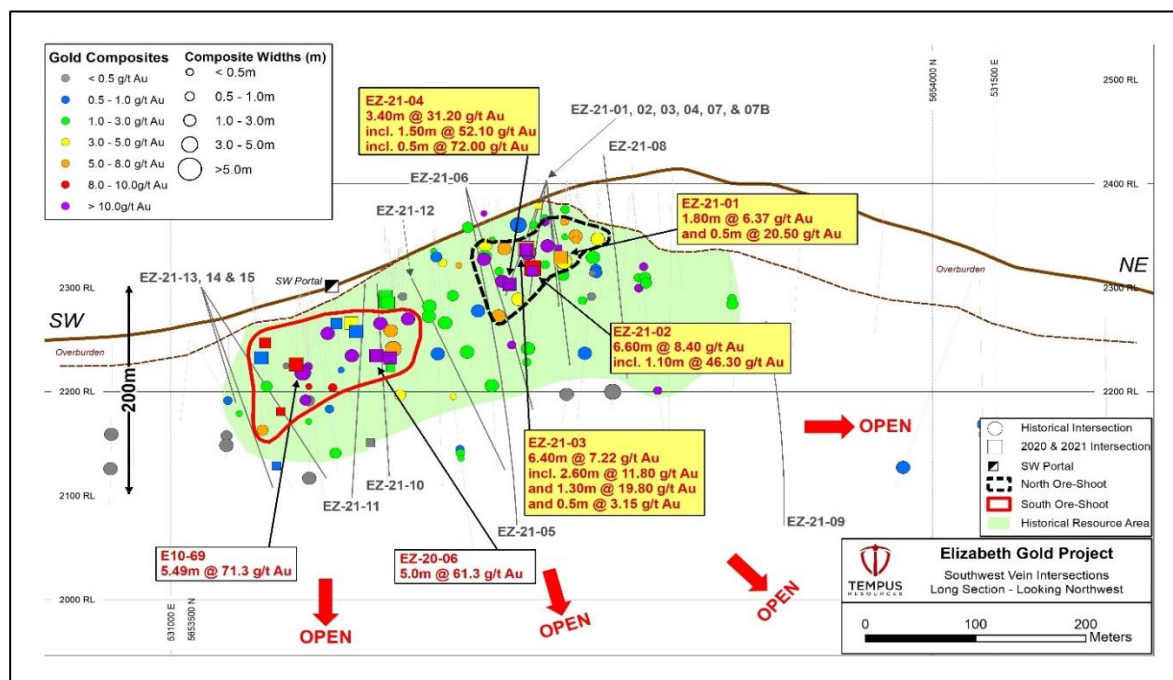 Gold Composites
< 0.5 g/t Au
0.5 - 1.0 g/t Au
1.0 - 3.0 g/t Au
3.0 - 5.0 g/t Au
5.0 - 8.0 g/t Au
8.0 - 10.0g/t Au
> 10.0g/t Au
Composite Widths (m)
< 0.5m
0.5 - 1.0m
1.0 - 3.0m
3.0 - 5.0m
>5.0m
EZ-21-04
3.40m @ 31.20 g/t Au
incl. 1.50m @ 52.10 g/t Au
incl. 0.5m @ 72.00 g/t Au
EZ-21-01, 02, 03, 04, 07, & 07B
EZ-21-08
EZ-21-06
EZ-21-12
EZ-21-01
1.80m @ 6.37 g/t Au
and 0.5m @ 20.50 g/t Au
5654000 N
531500 E
2500 RL
2400 RL
2400 RL
EZ-21-13, 14 & 15
SW Portal
2300 RL
2300 RL
SW
NE
Overburden
Overburden
200m
EZ-21-02
6.60m @ 8.40 g/t Au
incl. 1.10m @ 46.30 g/t Au
2200 RL
2200 RL
EZ-21-03
6.40m @ 7.22 g/t Au
incl. 2.60m @ 11.80 g/t Au
and 1.30m @ 19.80 g/t Au
and 0.5m @ 3.15 g/t Au
OPEN
2100 RL
EZ-21-10
EZ-21-11
EZ-21-05
EZ-21-09
E10-69
5.49m @ 71.3 g/t Au
EZ-20-06
5.0m @ 61.3 g/t Au
2000 RL
531000 E
5653500 N
OPEN
OPEN
OPEN
Historical Intersection
2020 & 2021 Intersection
SW Portal
North Ore-Shoot
South Ore-Shoot
Historical Resource Area
TEMPUS
RESOURCES
Elizabeth Gold Project
Southwest Vein Intersections
Long Section - Looking Northwest
0
100
200
Meters